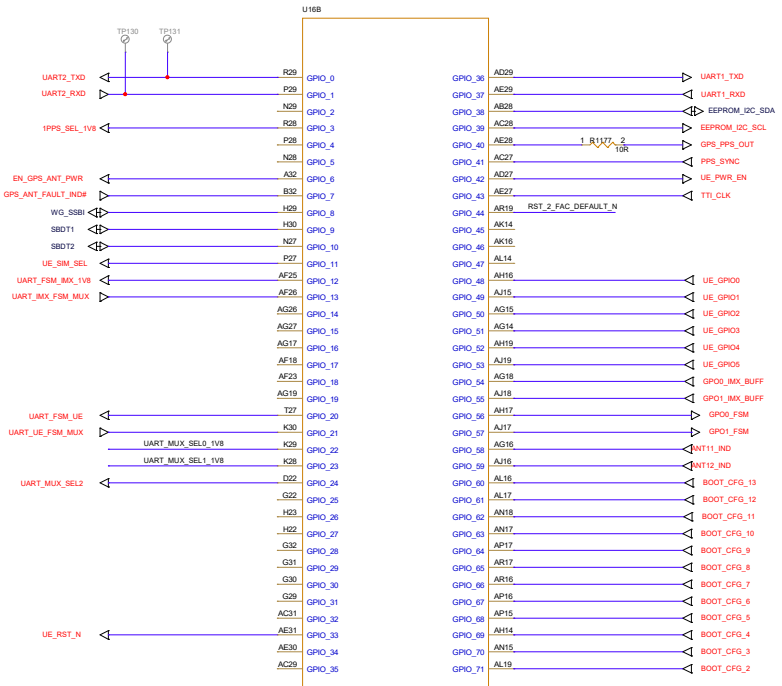 U16B
TP130 TP131
UART2_TXD R29 GPIO_0 GPIO_36 AD29 UART1_TXD
UART2_RXD P29 GPIO_1 GPIO_37 AE29 UART1_RXD
N29 GPIO_2 GPIO_38 AB28 EEPROM_I2C_SDA
1PPS_SEL_1V8 R28 GPIO_3 GPIO_39 AC28 EEPROM_I2C_SCL
P28 GPIO_4 GPIO_40 AE28 1 R1177 2 10R GPS_PPS_OUT
N28 GPIO_5 GPIO_41 AC27 PPS_SYNC
EN_GPS_ANT_PWR A32 GPIO_6 GPIO_42 AD27 UE_PWR_EN
GPS_ANT_FAULT_IND# B32 GPIO_7 GPIO_43 AE27 TTI_CLK
WG_SSBI H29 GPIO_8 GPIO_44 AR19 RST_2_FAC_DEFAULT_N
SBDT1 H30 GPIO_9 GPIO_45 AK14
SBDT2 N27 GPIO_10 GPIO_46 AK16
UE_SIM_SEL P27 GPIO_11 GPIO_47 AL14
UART_FSM_IMX_1V8 AF25 GPIO_12 GPIO_48 AH16 UE_GPIO0
UART_IMX_FSM_MUX AF26 GPIO_13 GPIO_49 AJ15 UE_GPIO1
AG26 GPIO_14 GPIO_50 AG15 UE_GPIO2
AG27 GPIO_15 GPIO_51 AG14 UE_GPIO3
AG17 GPIO_16 GPIO_52 AH19 UE_GPIO4
AF18 GPIO_17 GPIO_53 AJ19 UE_GPIO5
AF23 GPIO_18 GPIO_54 AG18 GPO0_IMX_BUFF
AG19 GPIO_19 GPIO_55 AJ18 GPO1_IMX_BUFF
UART_FSM_UE T27 GPIO_20 GPIO_56 AH17 GPO0_FSM
UART_UE_FSM_MUX K30 GPIO_21 GPIO_57 AJ17 GPO1_FSM
UART_MUX_SEL0_1V8 K29 GPIO_22 GPIO_58 AG16 ANT11_IND
UART_MUX_SEL1_1V8 K28 GPIO_23 GPIO_59 AJ16 ANT12_IND
UART_MUX_SEL2 D22 GPIO_24 GPIO_60 AL16 BOOT_CFG_13
G22 GPIO_25 GPIO_61 AL17 BOOT_CFG_12
H23 GPIO_26 GPIO_62 AN18 BOOT_CFG_11
H22 GPIO_27 GPIO_63 AN17 BOOT_CFG_10
G32 GPIO_28 GPIO_64 AP17 BOOT_CFG_9
G31 GPIO_29 GPIO_65 AR17 BOOT_CFG_8
G30 GPIO_30 GPIO_66 AR16 BOOT_CFG_7
G29 GPIO_31 GPIO_67 AP16 BOOT_CFG_6
AC31 GPIO_32 GPIO_68 AP15 BOOT_CFG_5
UE_RST_N AE31 GPIO_33 GPIO_69 AH14 BOOT_CFG_4
AE30 GPIO_34 GPIO_70 AN15 BOOT_CFG_3
AC29 GPIO_35 GPIO_71 AL19 BOOT_CFG_2